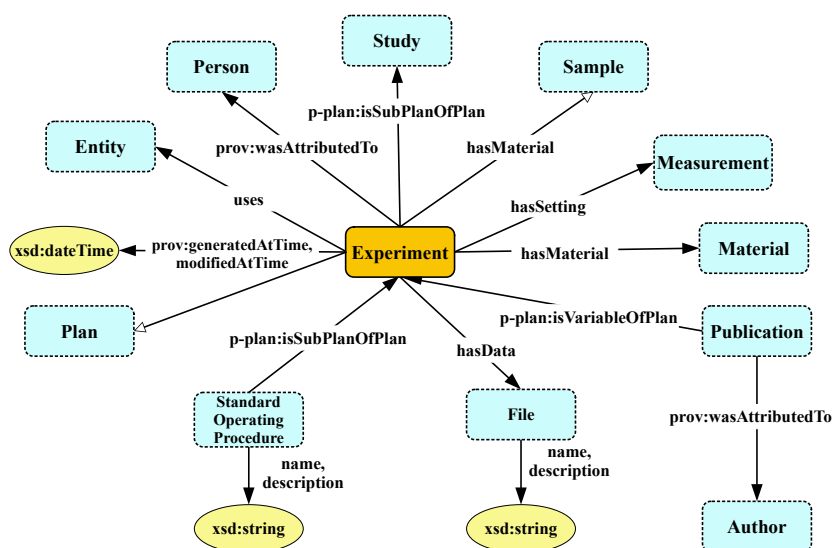 Study
Person
Sample
p-plan:isSubPlanOfPlan
prov:wasAttributedTo
hasMaterial
Entity
Measurement
uses
hasSetting
xsd:dateTime
prov:generatedAtTime,
modifiedAtTime
Experiment
hasMaterial
Material
Plan
p-plan:isSubPlanOfPlan
hasData
p-plan:isVariableOfPlan
Publication
Standard
Operating
Procedure
File
prov:wasAttributedTo
name,
description
name,
description
xsd:string
xsd:string
Author